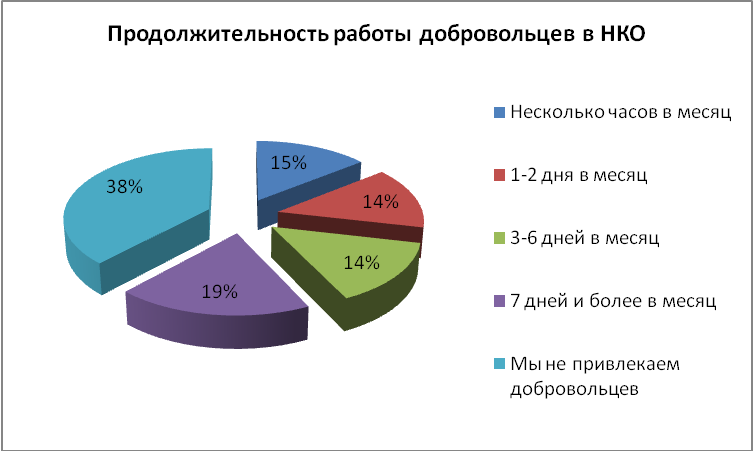 Продолжительность работы добровольцев в НКО
15%
14%
14%
19%
38%
Несколько часов в месяц
1-2 дня в месяц
3-6 дней в месяц
7 дней и более в месяц
Мы не привлекаем
добровольцев